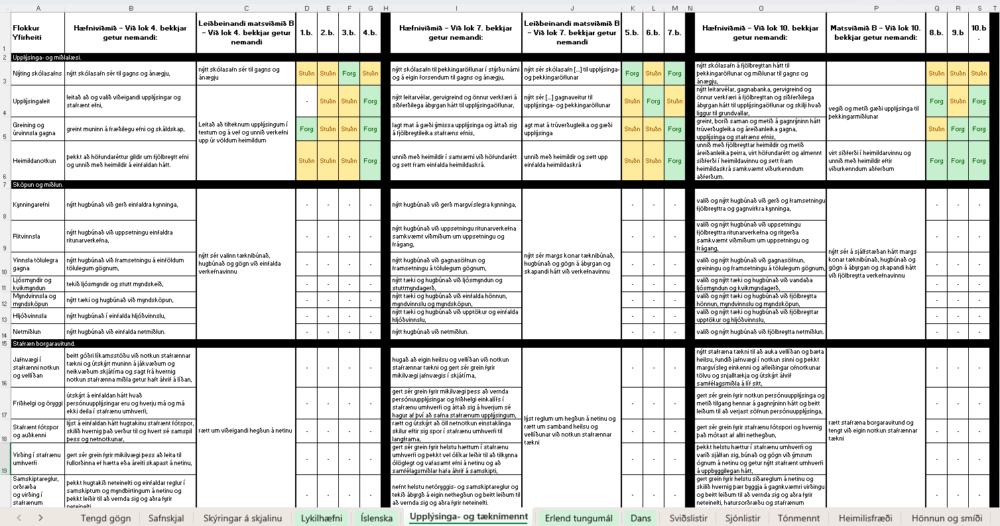 A B C D E F G H I J K L M N O P Q R S T
1
Flokkur
Yfirheiti
Hæfniviðmið - Við lok 4. bekkjar
getur nemandi:
Leiðbeinandi matsviðmið B
- Við lok 4. bekkjar getur
nemandi
1.b. 2.b. 3.b. 4.b.
Hæfniviðmið - Við lok 7. bekkjar
getur nemandi:
Leiðbeinandi matsviðmið B
- Við lok 7. bekkjar getur
nemandi
5.b. 6.b. 7.b.
Hæfniviðmið - Við lok 10. bekkjar
getur nemandi:
Matsviðmið B - Við lok 10.
bekkjar getur nemandi:
8.b. 9.b 10.b
.
2 Upplýsinga- og miðlalæsi.
3
Nýting skólasafns
nýtt skólasafn sér til gagns og ánægju,
nýtt skólasafn sér til gagns og
ánægju
Stuðn Stuðn Forg Stuðn
nýtt skólasafn til þekkingaröflunar í stýrðu námi
og á eigin forsendum til gagns og ánægju,
nýtt sér skólasafn [...] til upplýsinga-
og þekkingaröflunar
Forg Stuðn Forg
nýtt skólasafn á fjölbreyttan hátt til
þekkingaröflunar og miðlunar til gagns og
ánægju,
Stuðn Stuðn Stuðn
4
Upplýsingaleit
leitað að og valið viðeigandi upplýsingar og
stafrænt efni,
Leitað að tilteknum upplýsingum í
textum og á vef og unnið verkefni
upp úr völdum heimildum
- Stuðn Stuðn Forg
nýtt leitarvélar, gervigreind og önnur verkfæri á
siðferðilega ábyrgan hátt til upplýsingaöflunar,
nýtt sér [...] gagnaveitur til
upplýsinga- og þekkingaröflunar
Stuðn Forg Stuðn
nýtt leitarvélar, gagnabanka, gervigreind og
önnur verkfæri á fjölbreyttan og siðferðilega
ábyrgan hátt til upplýsingaöflunar og skilji hvað
liggur til grundvallar,
vegið og metið gæði upplýsinga til
þekkingarmiðlunar
Forg Stuðn Forg
5
Greining og
úrvinnsla gagna
greint muninn á fræðilegu efni og skáldskap,
Forg Stuðn Stuðn Forg
lagt mat á gæði ýmissa upplýsinga og áttað sig
á fjölbreytileika stafræns efnis,
agt mat á trúverðugleika og gæði
upplýsinga
Stuðn Stuðn Forg
greint, borið saman og metið á gagnrýninn hátt
trúverðugleika og áreiðanleika gagna,
upplýsinga og stafræns efnis,
Stuðn Forg Forg
6
Heimildanotkun
þekkt að höfundaréttur gildir um fjölbreytt efni
og unnið með heimildir á einfaldan hátt.
Stuðn Stuðn Stuðn Forg
unnið með heimildir í samræmi við höfundarétt
og sett fram einfalda heimildaskrá.
unnið með heimildir og sett upp
einfalda heimildaskrá
Stuðn Stuðn Forg
unnið með fjölbreyttar heimildir og metið
áreiðanleika þeirra, virt höfundarétt og almennt
siðferði í heimildavinnu og sett fram
heimildaskrá samkvæmt viðurkenndum
aðferðum.
virt siðferði í heimildarvinnu og
unnið með heimildir eftir
viðurkenndum aðferðum
Forg Forg Forg
7 Sköpun og miðlun.
8
Kynningarefni
nýtt hugbúnað við gerð einfaldra kynninga,
nýtt sér valinn tæknibúnað,
hugbúnað og gögn við einfalda
verkefnavinnu
- - - -
nýtt hugbúnað við gerð margvíslegra kynninga,
nýtt sér margs konar tæknibúnað,
hugbúnað og gögn á ábyrgan og
skapandi hátt við verkefnavinnu
- - -
valið og nýtt hugbúnað við gerð og framsetningu
fjölbreyttra og gagnvirkra kynninga,
nýtt sér á sjálfstæðan hátt margs
konar tæknibúnað, hugbúnað og
gögn á ábyrgan og skapandi hátt
við fjölbreytta verkefnavinnu
- - -
9
Ritvinnsla
nýtt hugbúnað við uppsetningu einfaldra
ritunarverkefna,
- - - -
nýtt hugbúnað við uppsetningu ritunarverkefna
samkvæmt viðmiðum um uppsetningu og
frágang,
- - -
valið og nýtt hugbúnað við uppsetningu
fjölbreyttra ritunarverkefna og ritgerða
samkvæmt viðmiðum um uppsetningu og
frágang,
- - -
10
Vinnsla tölulegra
gagna
nýtt hugbúnað við framsetningu á einföldum
tölulegum gögnum,
- - - -
nýtt hugbúnað við gagnasöfnun og
framsetningu á tölulegum gögnum,
- - -
valið og nýtt hugbúnað við gagnasöfnun,
greiningu og framsetningu á tölulegum gögnum,
- - -
11
Ljósmyndir og
kvikmyndun
tekið ljósmyndir og stutt myndskeið,
- - - -
nýtt tæki og hugbúnað við ljósmyndun og
stuttmyndagerð,
- - -
valið og nýtt tæki og hugbúnað við vandaða
ljósmyndun og kvikmyndagerð,
- - -
12
Myndvinnsla og
myndsköpun
nýtt tæki og hugbúnað við myndsköpun,
- - - -
nýtt tæki og hugbúnað við einfalda hönnun,
myndvinnslu og myndsköpun,
- - -
valið og nýtt tæki og hugbúnað við fjölbreytta
hönnun, myndvinnslu og myndsköpun,
- - -
13
Hljóðvinnsla
nýtt hugbúnað í einfalda hljóðvinnslu,
- - - -
nýtt tæki og hugbúnað við upptökur og einfalda
hljóðvinnslu,
- - -
valið og nýtt tæki og hugbúnað við fjölbreyttar
upptökur og hljóðvinnslu,
- - -
14
Netmiðlun
nýtt hugbúnað við einfalda netmiðlun.
- - - -
nýtt hugbúnað við netmiðlun.
- - -
valið og nýtt hugbúnað við fjölbreytta netmiðlun.
- - -
15 Stafræn borgaravitund.
16
Jafnvægi í
stafrænni notkun
og vellíðan
beitt góðri líkamsstöðu við notkun stafrænnar
tækni og útskýrt muninn á jákvæðum og
neikvæðum skjátíma og sagt frá hvernig
notkun stafrænna miðla getur haft áhrif á líðan,
rætt um viðeigandi hegðun á netinu
- - - -
hugað að eigin heilsu og vellíðan við notkun
stafrænnar tækni og gert sér grein fyrir
mikilvægi jafnvægis í skjátíma,
lýst reglum um hegðun á netinu og
rætt um samband heilsu og
vellíðunar við notkun stafrænnar
tækni
- - -
nýtt stafræna tækni til að auka vellíðan og bæta
heilsu, fundið jafnvægi í notkun sinni og þekkt
margvísleg einkenni og afleiðingar ofnotkunar
tölvu og snjalltækja og útskýrt áhrif
samfélagsmiðla á líf sitt,
rætt stafræna borgaravitund og
tengt við eigin notkun stafrænnar
tækni
- - -
17
Friðhelgi og öryggi
útskýrt á einfaldan hátt hvað
persónuupplýsingar eru og hverju má og má
ekki deila í stafrænu umhverfi,
- - - -
gert sér grein fyrir mikilvægi þess að vernda
persónuupplýsingar og friðhelgi einkalífs í
stafrænu umhverfi og áttað sig á hverjum sé
hagur af því að safna stafrænum upplýsingum,
- - -
gert sér grein fyrir notkun persónuupplýsinga og
metið tilgang hennar á gagnrýninn hátt og beitt
leiðum til að verjast söfnun persónuupplýsinga,
- - -
18
Stafrænt fótspor
og auðkenni
lýst á einfaldan hátt hugtakinu stafrænt fótspor,
skilið hvernig það verður til og hvert sé samspil
þess og netnotkunar,
- - - -
rætt og útskýrt að öll netnotkun einstaklinga
skilur eftir sig spor í stafrænu umhverfi til
langframa,
- - -
gert sér grein fyrir stafrænu fótspori og hvernig
það mótast af allri nethegðun,
- - -
19
Virðing í stafrænu
umhverfi
gert sér grein fyrir mikilvægi þess að leita til
fullorðinna ef hætta eða áreiti skapast á netinu,
- - - -
gert sér grein fyrir helstu hættum í stafrænu
umhverfi og þekkt vel ólíkar leiðir til að tilkynna
ólöglegt og vafasamt efni á netinu og að
samfélagsmiðlar hafa áhrif á samskipti,
- - -
þekkt helstu hættur í stafrænu umhverfi og
varið sjálfan sig, búnað og gögn við ýmsum
ógnum á netinu og getur nýtt stafrænt umhverfi
á uppbyggilegan hátt,
- - -
Samskiptareglur,
orðræða
og virðing í
stafrænum
þekkt hugtakið neteinelti og einfaldar reglur í
samskiptum og myndbirtingum á netinu og
þekkt leiðir til að vernda sig og aðra fyrir
neteinelti
- - - -
nefnt helstu netöryggis- og samskiptareglur og
tekið ábyrgð á eigin nethegðun og beitt leiðum til
að vernda sig og aðra fyrir neteinelti.
- - -
gert grein fyrir helstu siðareglum á netinu og
skilið hvernig þær byggja á gagnkvæmri virðingu
og beitt leiðum til að vernda sig og aðra fyrir
neteinelti, hatursorðræðu og stafrænum
- - -
Tengd gögn Safnskjal Skýringar á skjalinu Lykilhæfni Íslenska Upplýsinga- og tæknimennt Erlend tungumál Dans Sviðslistir Sjónlistir Tónmennt Heimilisfræði Hönnun og smíði